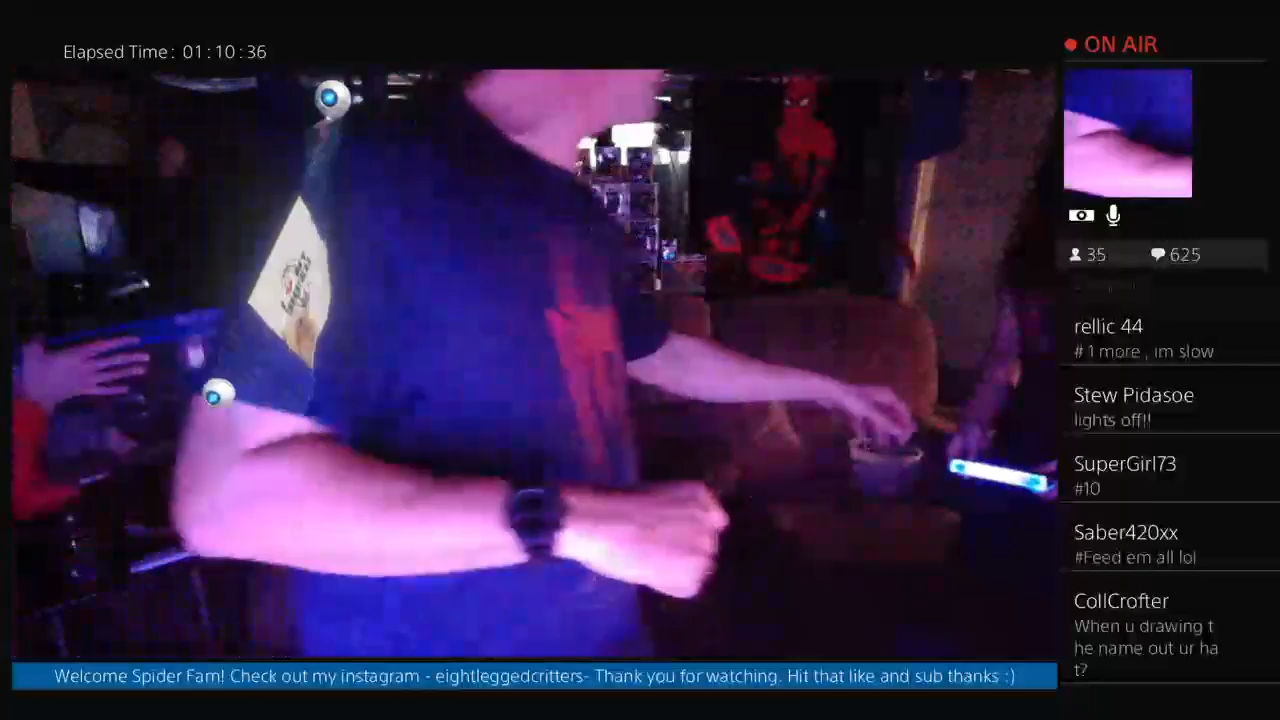 Elapsed Time: 01:10:36
ON AIR
35 625
rellic 44
# 1 more , im slow
Stew Pidasoe
lights off!!
SuperGirl73
#10
Saber420xx
#Feed em all lol
CollCrofter
When u drawing t
he name out ur ha
t?
Welcome Spider Fam! Check out my instagram - eightleggedcritters- Thank you for watching. Hit that like and sub thanks :)